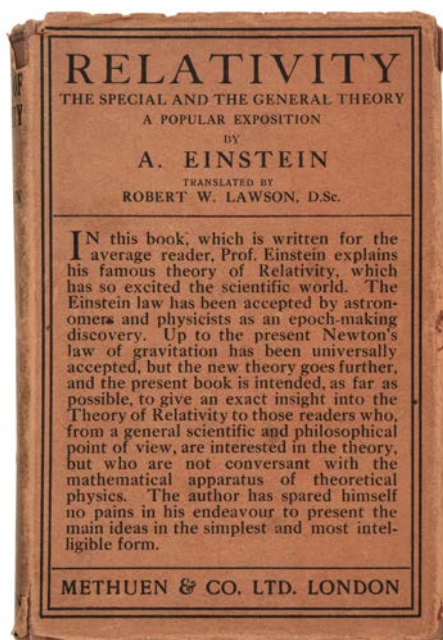 RELATIVITY
THE SPECIAL AND THE GENERAL THEORY
A POPULAR EXPOSITION
BY
A. EINSTEIN
TRANSLATED BY
ROBERT W. LAWSON, D.Sc.
IN this book, which is written for the
average reader, Prof. Einstein explains
his famous theory of Relativity, which
has so excited the scientific world. The
Einstein law has been accepted by astron-
omers and physicists as an epoch-making
discovery. Up to the present Newton's
law of gravitation has been universally
accepted, but the new theory goes further,
and the present book is intended, as far as
possible, to give an exact insight into the
Theory of Relativity to those readers who,
from a general scientific and philosophical
point of view, are interested in the theory,
but who are not conversant with the
mathematical apparatus of theoretical
physics. The author has spared himself
no pains in his endeavour to present the
main ideas in the simplest and most intel-
ligible form.
METHUEN & CO. LTD. LONDON